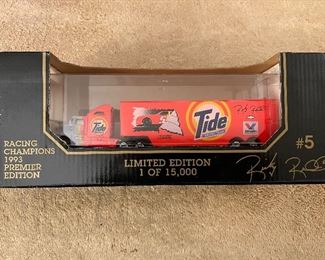 Tide
Tide
RACING
CHAMPIONS
1993
PREMIER
EDITION
LIMITED EDITION
1 OF 15,000
#5